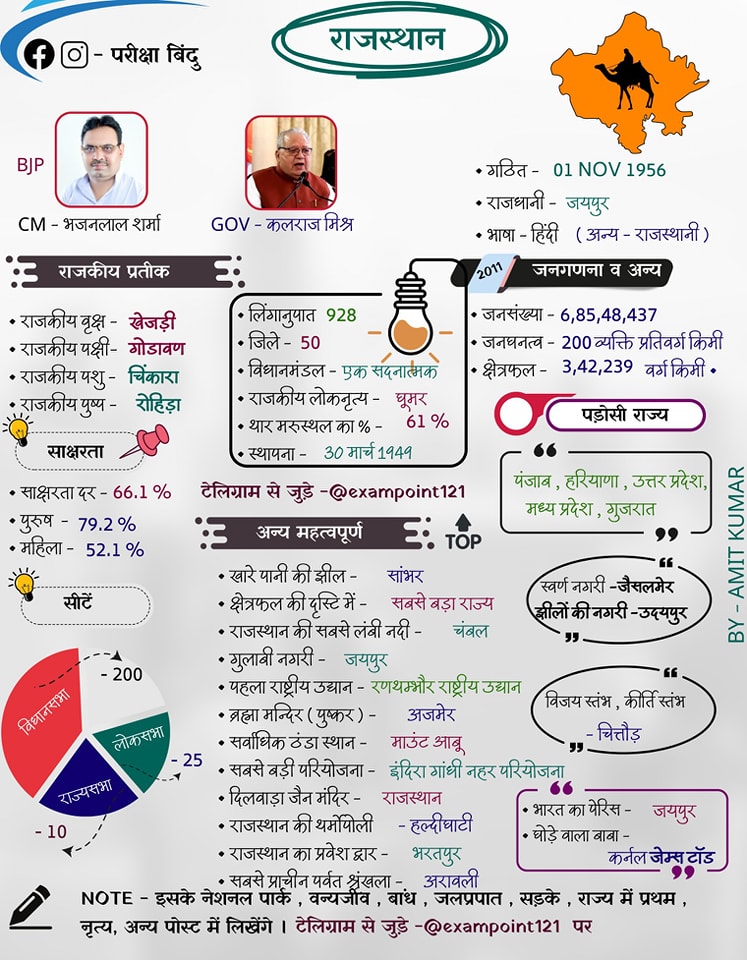 राजस्थान
- परीक्षा बिंदु
BJP
CM - भजनलाल शर्मा
GOV - कलराज मिश्र
• गठित - 01 NOV 1956
• राजधानी - जयपुर
• भाषा - हिंदी ( अन्य - राजस्थानी )
राजकीय प्रतीक
• राजकीय वृक्ष - खेजड़ी
• राजकीय पक्षी - गोडावण
• राजकीय पशु - चिंकारा
• राजकीय पुष्प - रोहिड़ा
साक्षरता
• साक्षरता दर - 66.1 %
• पुरुष - 79.2 %
• महिला - 52.1 %
सीटें
विधानसभा - 200
लोकसभा - 25
राज्यसभा - 10
• लिंगानुपात 928
• जिले - 50
• विधानमंडल - एक सदनात्मक
• राजकीय लोकनृत्य - घूमर
• थार मरुस्थल का % - 61 %
• स्थापना - 30 मार्च 1949
2011 जनगणना व अन्य
• जनसंख्या - 6,85,48,437
• जनघनत्व - 200 व्यक्ति प्रतिवर्ग किमी
• क्षेत्रफल - 3,42,239 वर्ग किमी •
पड़ोसी राज्य
पंजाब , हरियाणा , उत्तर प्रदेश,
मध्य प्रदेश , गुजरात
टेलिग्राम से जुड़े -@exampoint121
अन्य महत्वपूर्ण
TOP
• खारे पानी की झील - सांभर
• क्षेत्रफल की दृस्टि में - सबसे बड़ा राज्य
• राजस्थान की सबसे लंबी नदी - चंबल
• गुलाबी नगरी - जयपुर
• पहला राष्ट्रीय उद्यान - रणथम्भौर राष्ट्रीय उद्यान
• ब्रह्मा मन्दिर ( पुष्कर ) - अजमेर
• सर्वाधिक ठंडा स्थान - माउंट आबू
• सबसे बड़ी परियोजना - इंदिरा गांधी नहर परियोजना
• दिलवाड़ा जैन मंदिर - राजस्थान
• राजस्थान की थर्मोपोली - हल्दीघाटी
• राजस्थान का प्रवेश द्वार - भरतपुर
• सबसे प्राचीन पर्वत श्रृंखला - अरावली
स्वर्ण नगरी -जैसलमेर
झीलों की नगरी -उदयपुर
विजय स्तंभ , कीर्ति स्तंभ
- चित्तौड़
• भारत का पेरिस - जयपुर
• घोड़े वाला बाबा -
कर्नल जेम्स टॉड
BY - AMIT KUMAR
NOTE - इसके नेशनल पार्क , वन्यजीव , बांध , जलप्रपात , सड़के , राज्य में प्रथम ,
नृत्य, अन्य पोस्ट में लिखेंगे । टेलिग्राम से जुड़े -@exampoint121 पर